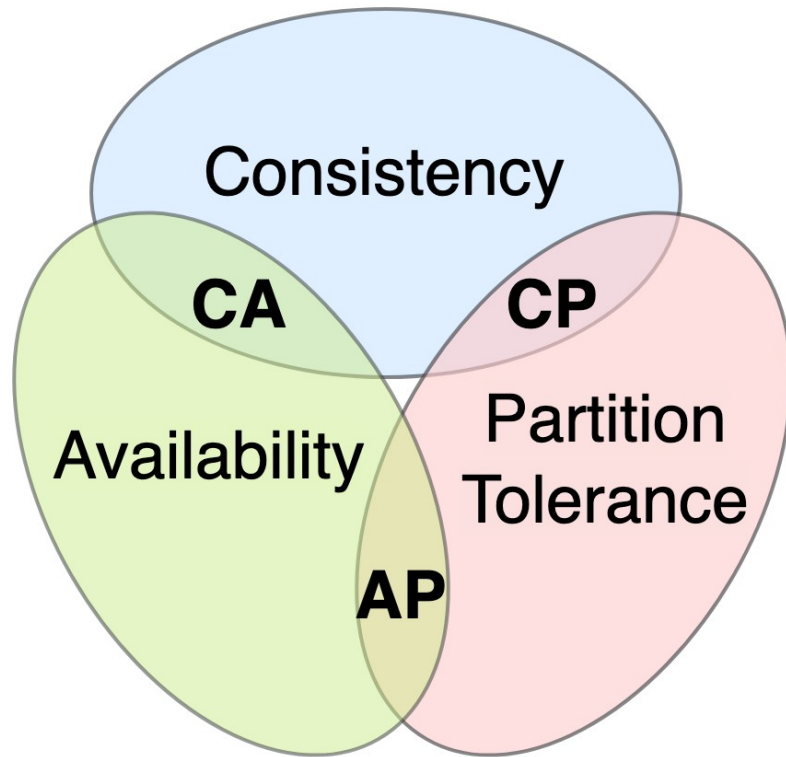 Consistency
CA
CP
Availability
Partition
Tolerance
AP